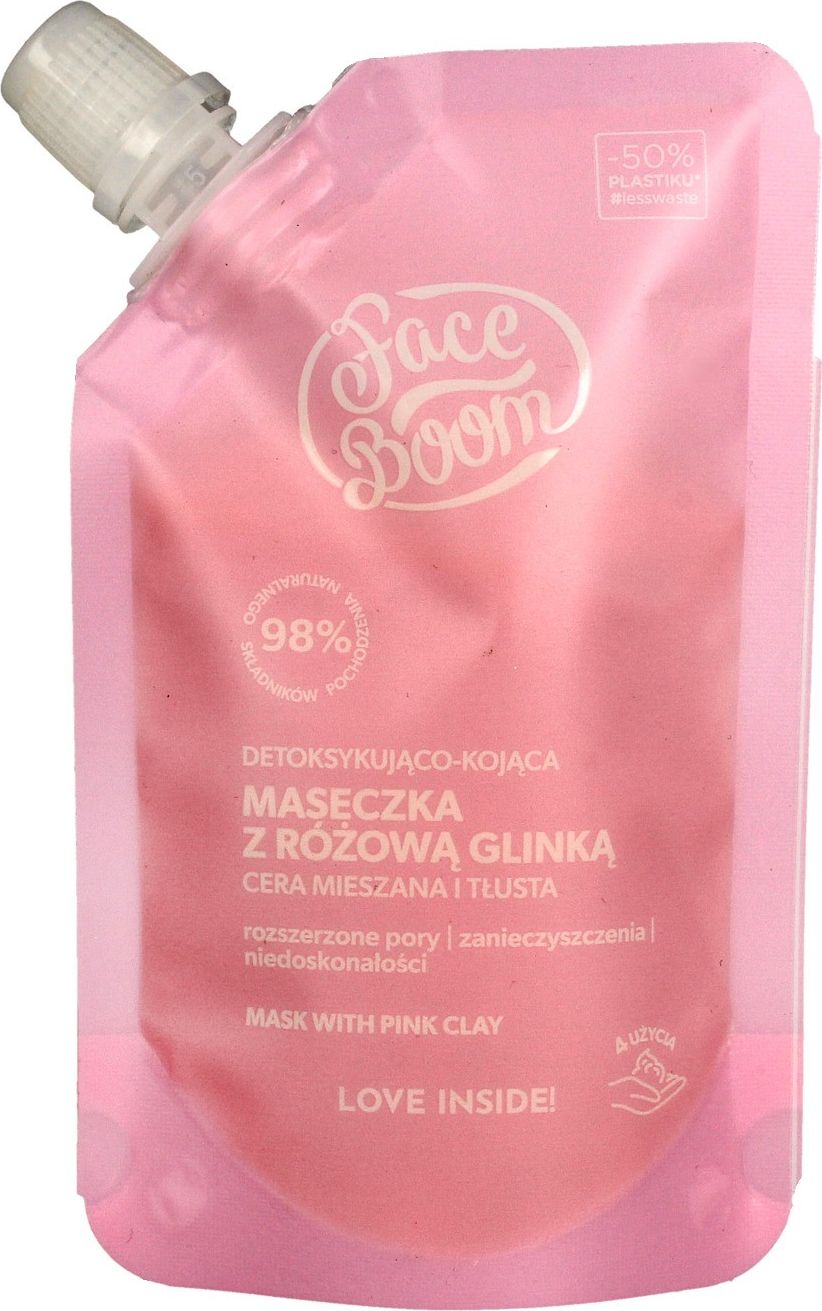 -50%
PLASTIKU*
#lesswaste
Face
Boom
98%
SKŁADNIKÓW POCHODZENIA NATURALNEGO
DETOKSYKUJĄCO-KOJĄCA
MASECZKA
Z RÓŻOWĄ GLINKĄ
CERA MIESZANA I TŁUSTA
rozszerzone pory | zanieczyszczenia |
niedoskonałości
MASK WITH PINK CLAY
4 UŻYCIA
LOVE INSIDE!